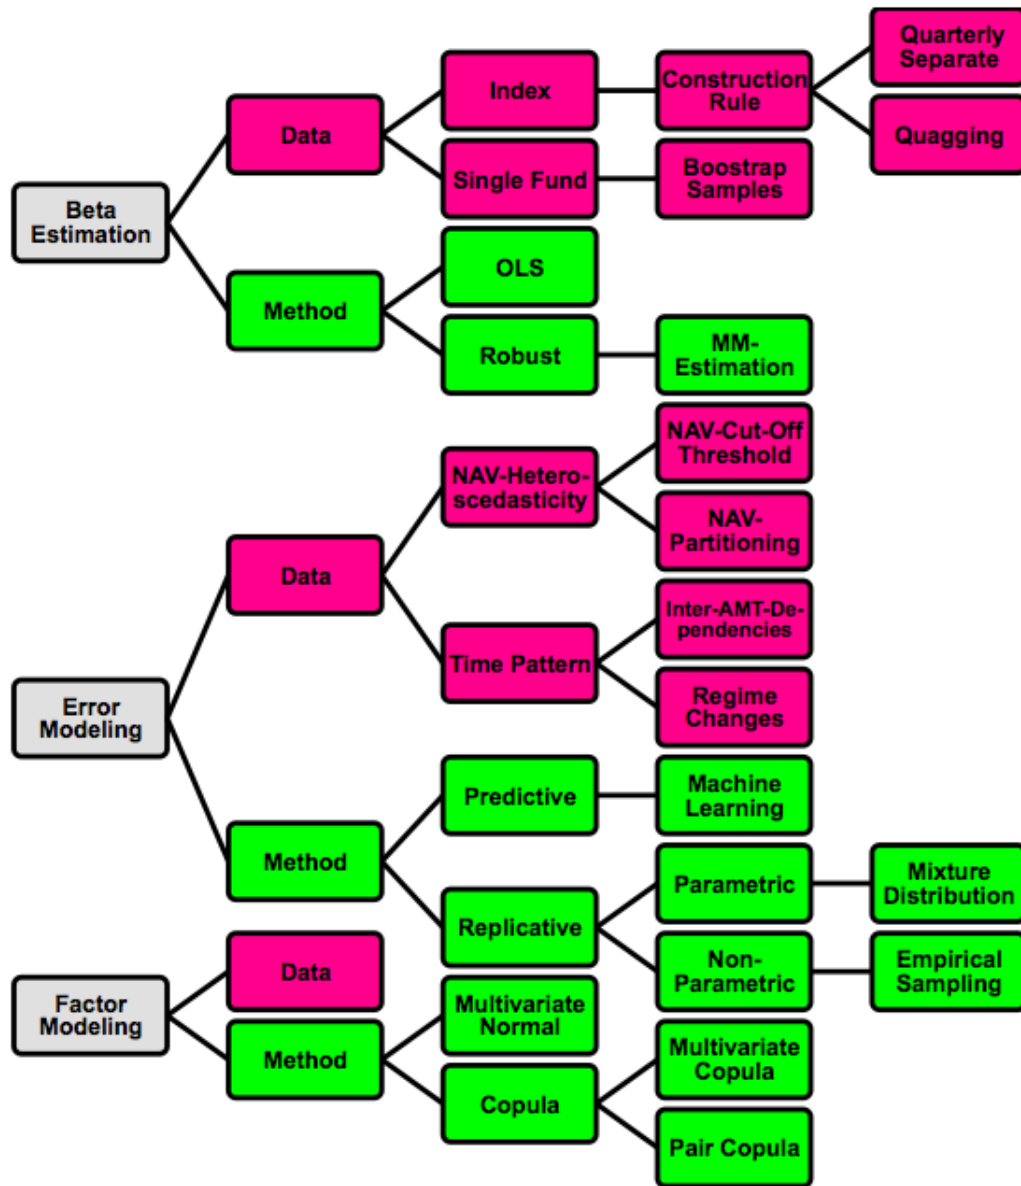 Quarterly
Separate
Index
Construction
Rule
Data
Quagging
Single Fund
Boostrap
Samples
Beta
Estimation
OLS
Method
Robust
MM-
Estimation
NAV-Cut-Off
Threshold
NAV-Hetero-
scedasticity
NAV-
Partitioning
Data
Inter-AMT-De-
pendencies
Time Pattern
Regime
Changes
Error
Modeling
Predictive
Machine
Learning
Method
Parametric
Mixture
Distribution
Replicative
Non-
Parametric
Empirical
Sampling
Data
Factor
Modeling
Multivariate
Normal
Method
Multivariate
Copula
Copula
Pair Copula